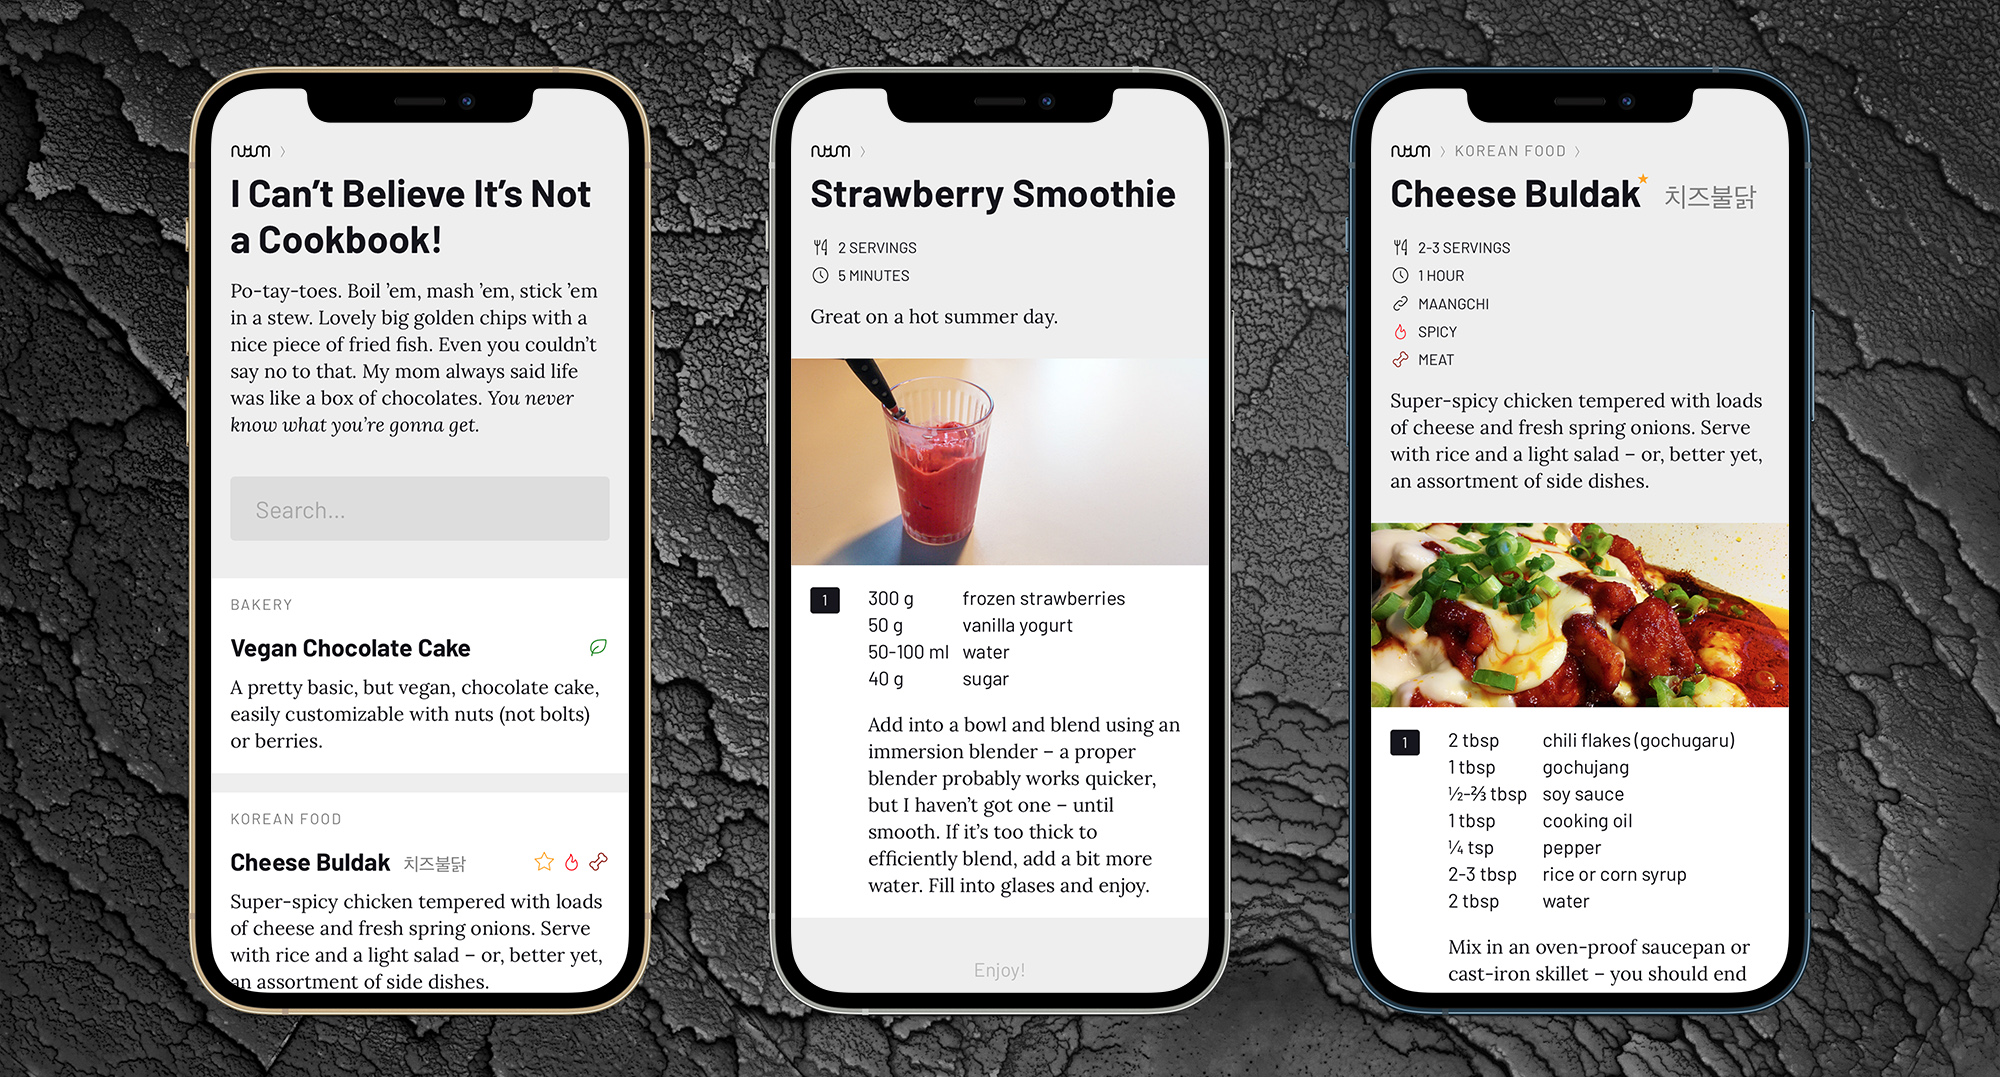 nyum 〉
I Can’t Believe It’s Not
a Cookbook!
Po-tay-toes. Boil ’em, mash ’em, stick ’em
in a stew. Lovely big golden chips with a
nice piece of fried fish. Even you couldn’t
say no to that. My mom always said life
was like a box of chocolates. You never
know what you’re gonna get.
Search...
BAKERY
Vegan Chocolate Cake
A pretty basic, but vegan, chocolate cake,
easily customizable with nuts (not bolts)
or berries.
KOREAN FOOD
Cheese Buldak 치즈불닭
Super-spicy chicken tempered with loads
of cheese and fresh spring onions. Serve
with rice and a light salad – or, better yet,
an assortment of side dishes.
nyum 〉
Strawberry Smoothie
2 SERVINGS
5 MINUTES
Great on a hot summer day.
1
300 g frozen strawberries
50 g vanilla yogurt
50-100 ml water
40 g sugar
Add into a bowl and blend using an
immersion blender – a proper
blender probably works quicker,
but I haven’t got one – until
smooth. If it’s too thick to
efficiently blend, add a bit more
water. Fill into glases and enjoy.
Enjoy!
nyum 〉 KOREAN FOOD 〉
Cheese Buldak 치즈불닭
2-3 SERVINGS
1 HOUR
MAANGCHI
SPICY
MEAT
Super-spicy chicken tempered with loads
of cheese and fresh spring onions. Serve
with rice and a light salad – or, better yet,
an assortment of side dishes.
1
2 tbsp chili flakes (gochugaru)
1 tbsp gochujang
½-⅔ tbsp soy sauce
1 tbsp cooking oil
¼ tsp pepper
2-3 tbsp rice or corn syrup
2 tbsp water
Mix in an oven-proof saucepan or
cast-iron skillet – you should end